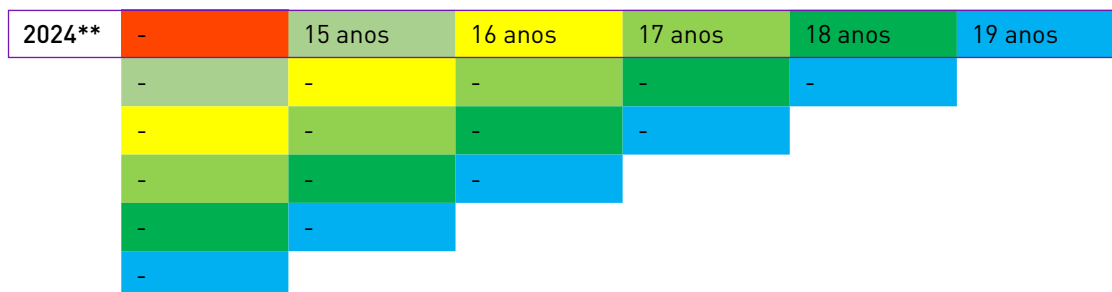 2024** - 15 anos 16 anos 17 anos 18 anos 19 anos
- - - - -
- - - -
- - -
- -
-